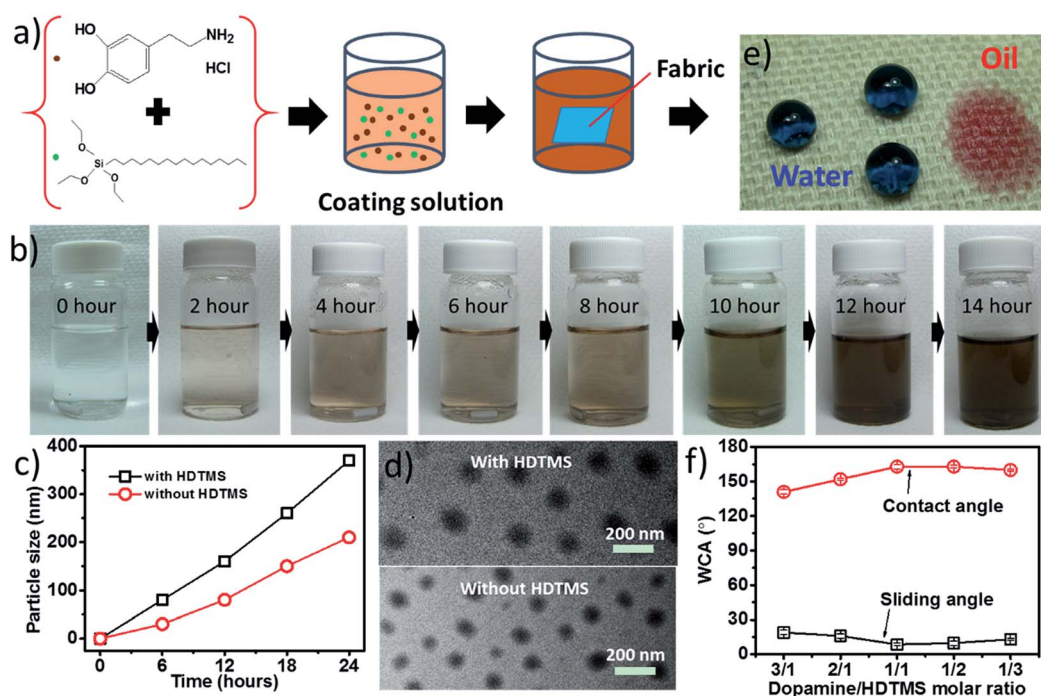 a)
HO
HO
NH2
HCl
O
Si
O
O
Coating solution
Fabric
e)
Oil
Water
b)
0 hour
2 hour
4 hour
6 hour
8 hour
10 hour
12 hour
14 hour
c)
400
300
200
100
0
Particle size (nm)
with HDTMS
without HDTMS
0
6
12
18
24
Time (hours)
d)
With HDTMS
200 nm
Without HDTMS
200 nm
f)
180
150
120
90
60
30
0
WCA (°)
Contact angle
Sliding angle
3/1
2/1
1/1
1/2
1/3
Dopamine/HDTMS molar ratio